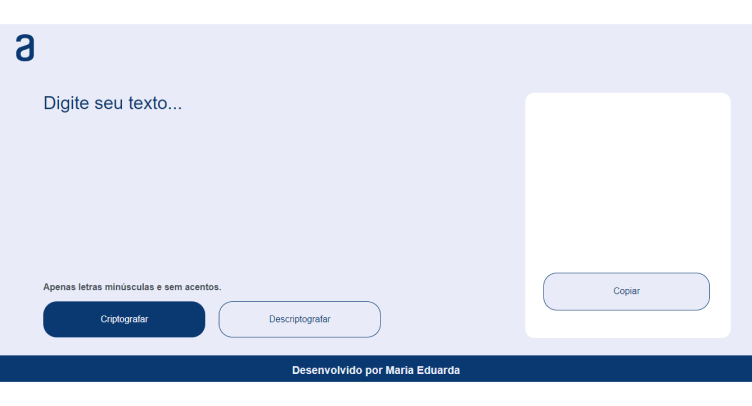 a
Digite seu texto...
Apenas letras minúsculas e sem acentos.
Criptografar
Descriptografar
Copiar
Desenvolvido por Maria Eduarda